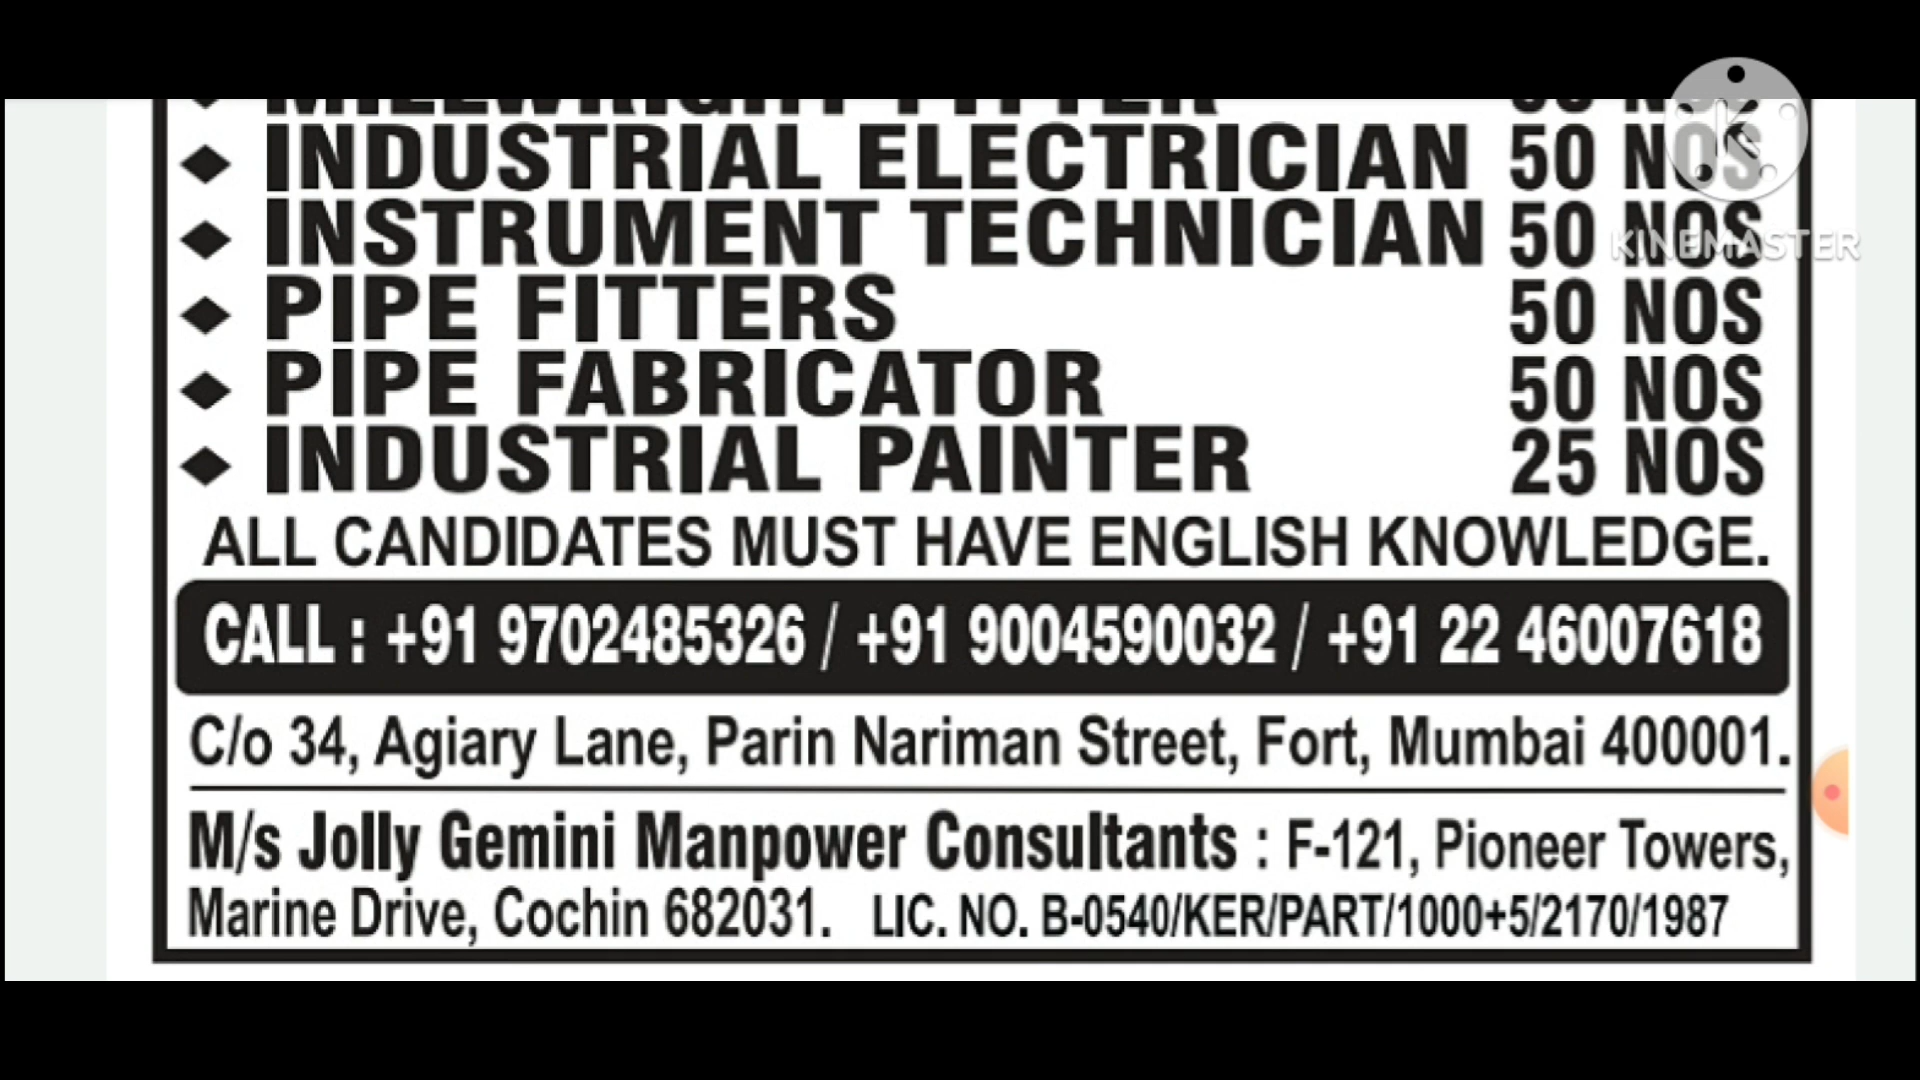 MILLWRIGHT FITTER
INDUSTRIAL ELECTRICIAN 50 NOS
INSTRUMENT TECHNICIAN 50 NOS
PIPE FITTERS 50 NOS
PIPE FABRICATOR 50 NOS
INDUSTRIAL PAINTER 25 NOS
ALL CANDIDATES MUST HAVE ENGLISH KNOWLEDGE.
CALL : +91 9702485326 / +91 9004590032 / +91 22 46007618
C/o 34, Agiary Lane, Parin Nariman Street, Fort, Mumbai 400001.
M/s Jolly Gemini Manpower Consultants : F-121, Pioneer Towers,
Marine Drive, Cochin 682031. LIC. NO. B-0540/KER/PART/1000+5/2170/1987
KINEMASTER